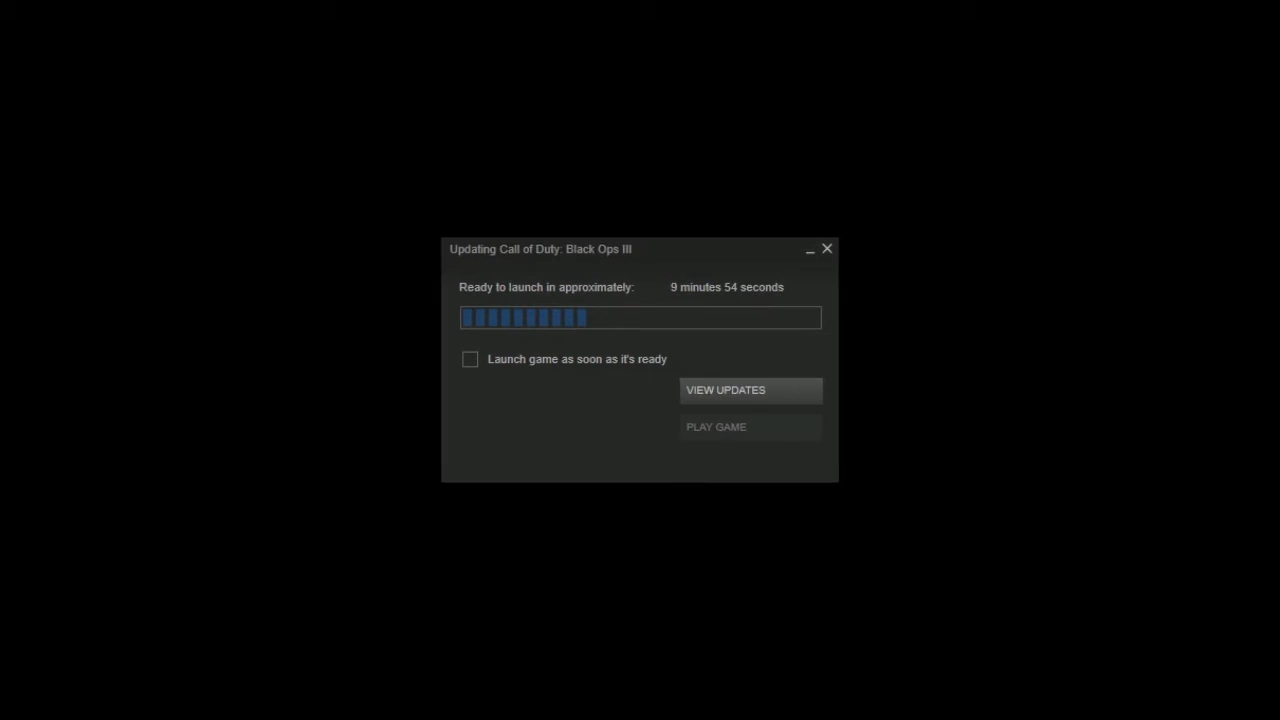 Updating Call of Duty: Black Ops III
Ready to launch in approximately: 9 minutes 54 seconds
Launch game as soon as it's ready
VIEW UPDATES
PLAY GAME